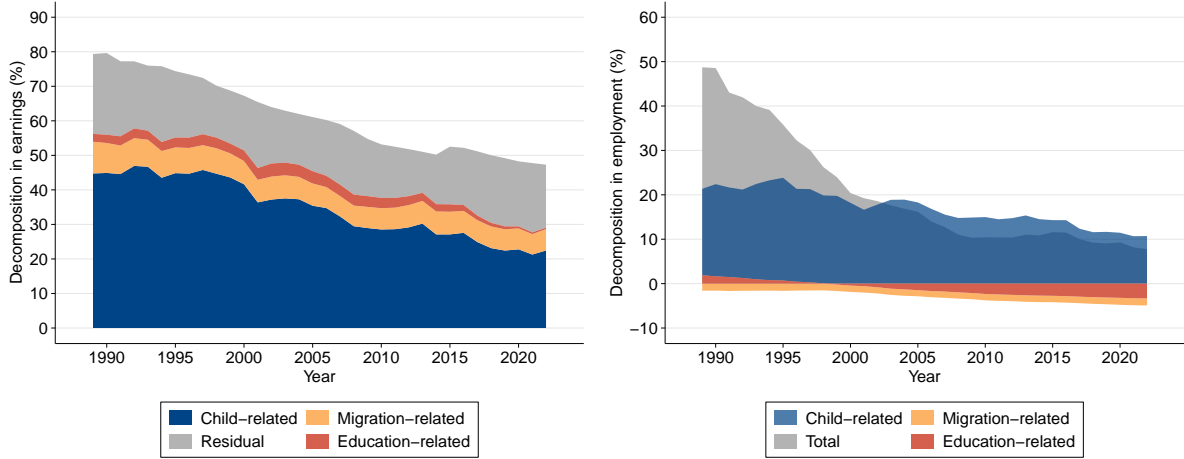 Decomposition in earnings (%)
90
80
70
60
50
40
30
20
10
0
1990 1995 2000 2005 2010 2015 2020
Year
Child−related Migration−related
Residual Education−related
Decomposition in employment (%)
60
50
40
30
20
10
0
−10
1990 1995 2000 2005 2010 2015 2020
Year
Child−related Migration−related
Total Education−related